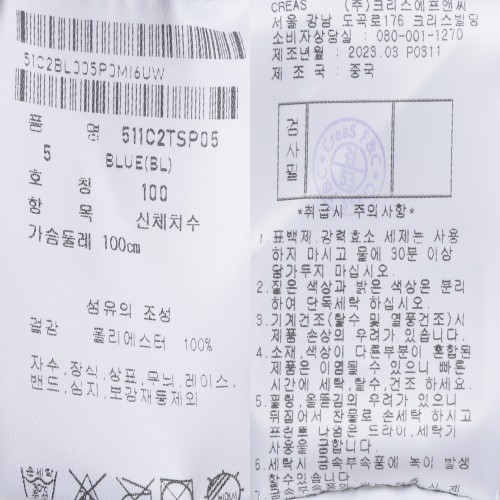 51C2BL005P0MI6UW
품 명 511C2TSP05
5 BLUE(BL)
호 칭 100
항 목 신체치수
가슴둘레 100cm
섬유의 조성
겉감 폴리에스터 100%
자수,장식,상표,무늬,레이스,
밴드,심지,보강재등제외
손세탁
CREAS (주)크리스에프앤씨
서울 강남 도곡로176 크리스빌딩
소비자상담실 : 080-001-1270
제조년월 : 2023.03 P0311
제 조 국 : 중국
검사필
CreaS F&C
*취급시 주의사항*
1.표백제,강력효소 세제는 사용
하지 마시고 물에 30분 이상
담가두지 마십시오.
2.짙은 색상과 밝은 색상은 분리
하여 단독세탁 하십시오.
3.기계건조(탈수 및 열풍건조)시
제품 손상의 우려가 있습니다.
4.소재,색상이 다른부분이 혼합된
제품은 이염될 수 있으니 빠른
시간에 세탁 탈수,건조 하세요.
5.필링,올뜯김의 우려가 있으니
뒤집어서 찬물로 손세탁 하시고
프린트 나염은 드라이,세탁기
사용을 금합니다.
6.세탁시 금속부속품에 녹이 발생
할수 있습니다.